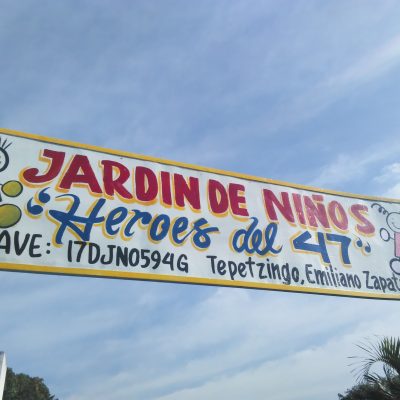 JARDIN DE NIÑOS
"Heroes del 47"
AVE: 17DJN0594G Tepetzingo, Emiliano Zapat